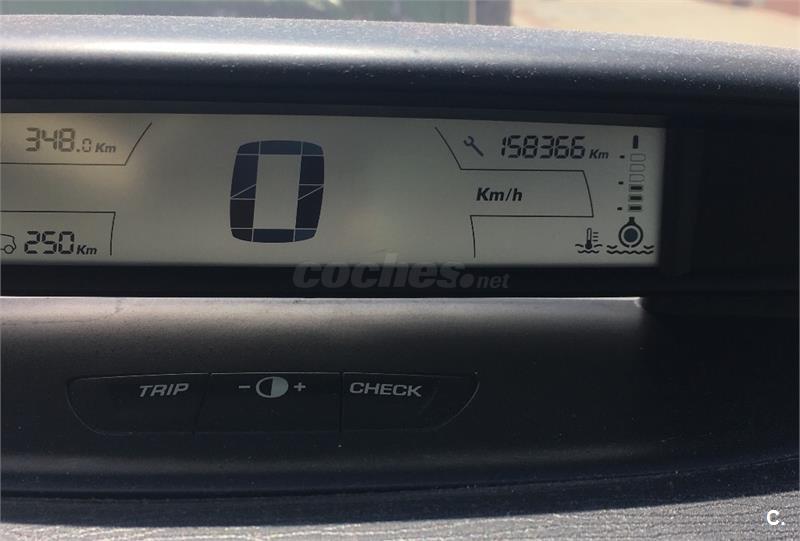 348.0 Km
158366 Km
0
Km/h
250 Km
coches.net
TRIP
- +
CHECK
C.